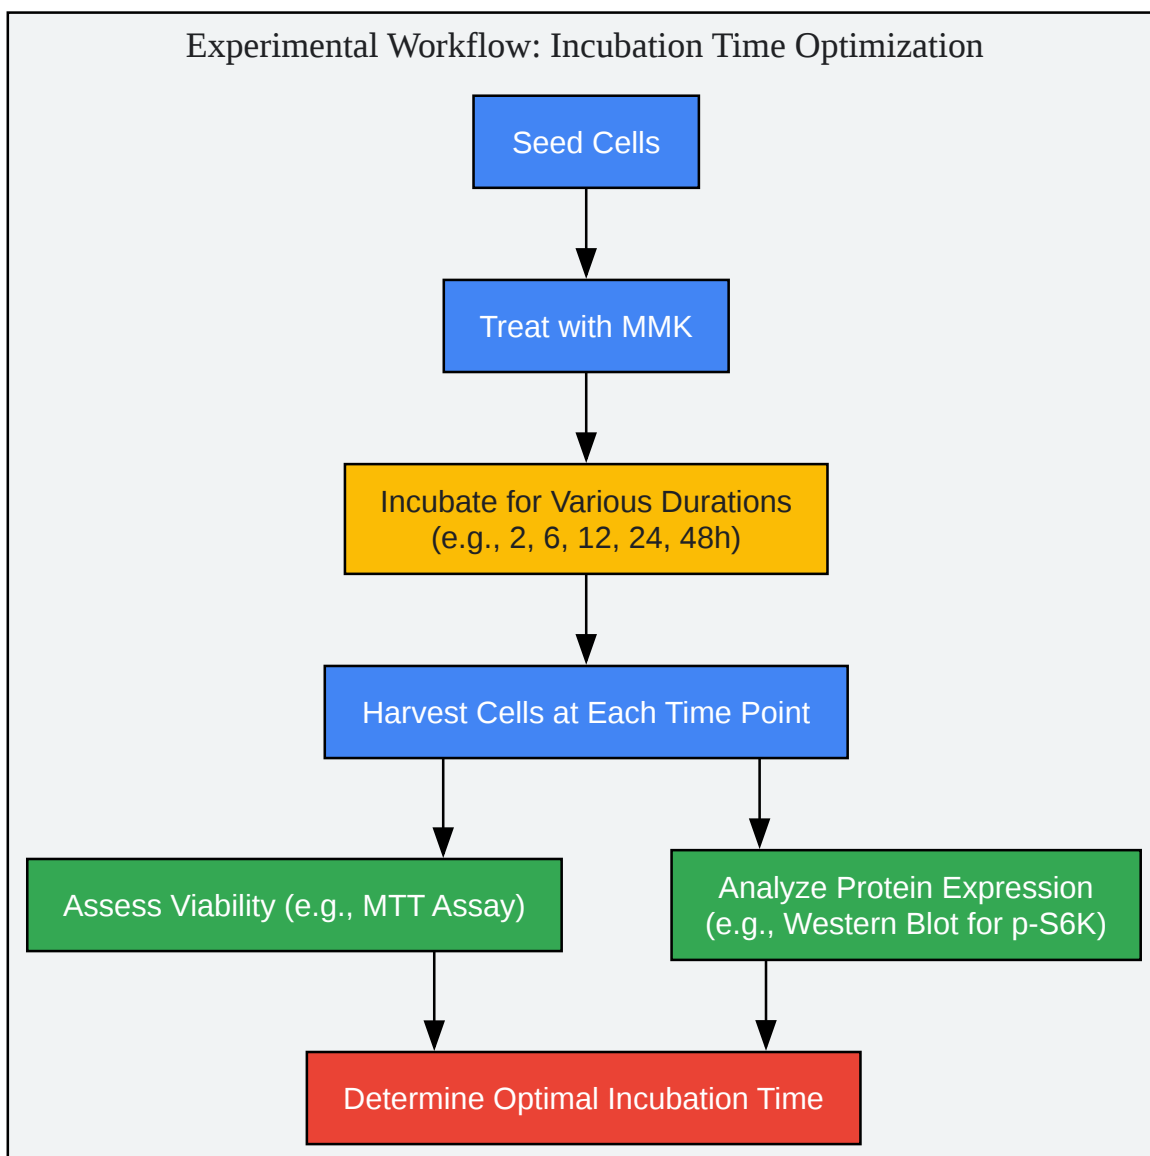 Experimental Workflow: Incubation Time Optimization
Seed Cells
Treat with MMK
Incubate for Various Durations
(e.g., 2, 6, 12, 24, 48h)
Harvest Cells at Each Time Point
Assess Viability (e.g., MTT Assay)
Analyze Protein Expression
(e.g., Western Blot for p-S6K)
Determine Optimal Incubation Time